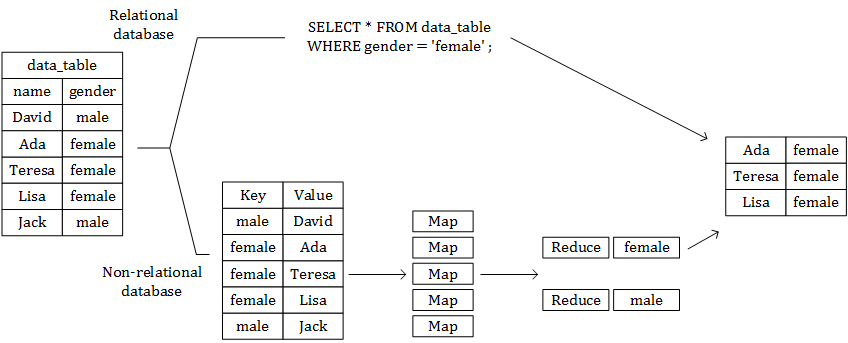 Relational
database
SELECT * FROM data_table
WHERE gender = 'female' ;
data_table
name gender
David male
Ada female
Teresa female
Lisa female
Jack male
Ada female
Teresa female
Lisa female
Non-relational
database
Key Value
male David
female Ada
female Teresa
female Lisa
male Jack
Map
Map
Map
Map
Map
Reduce female
Reduce male